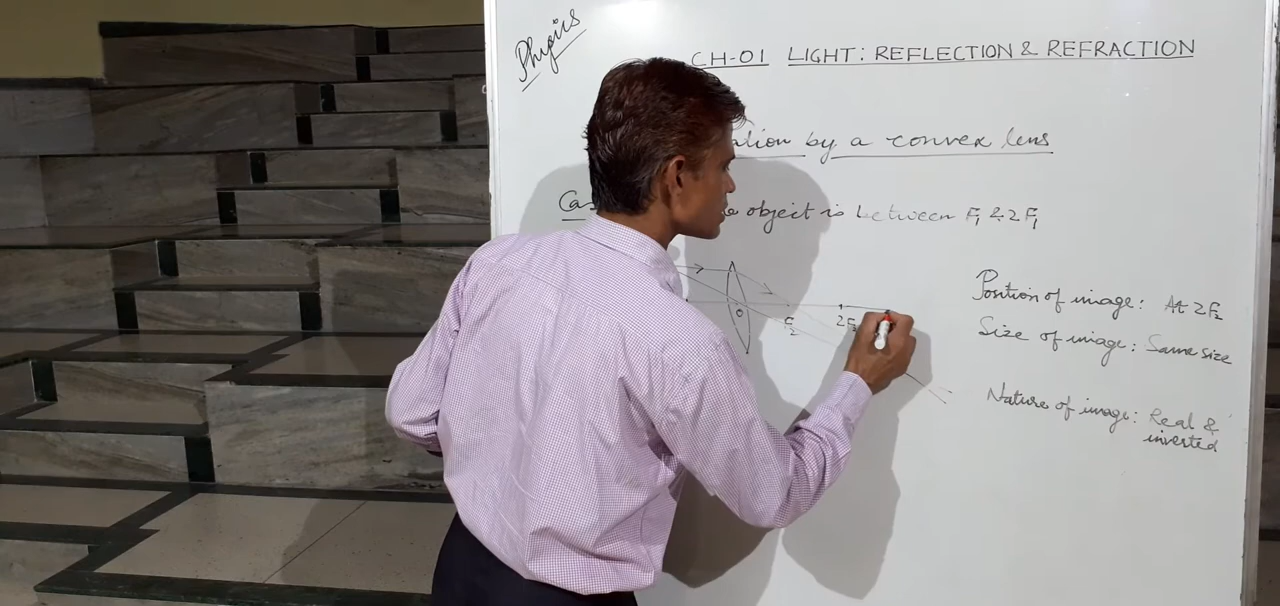 Physics
CH-01 LIGHT: REFLECTION & REFRACTION
ation by a convex lens
Ca object is between F1 & 2F1
O F2 2F2
Position of image: At 2F2
Size of image: Same size
Nature of image: Real &
inverted